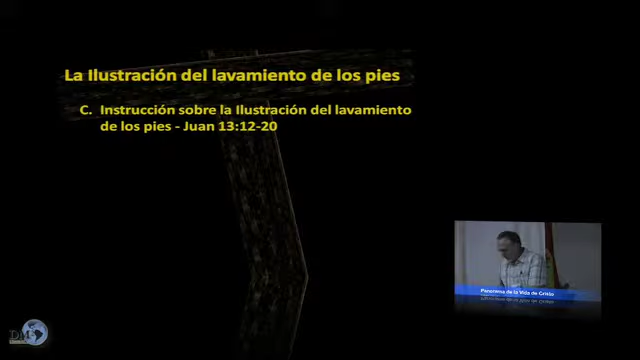 La Ilustración del lavamiento de los pies
C. Instrucción sobre la Ilustración del lavamiento
de los pies - Juan 13:12-20
Panorama de la Vida de Cristo
DM